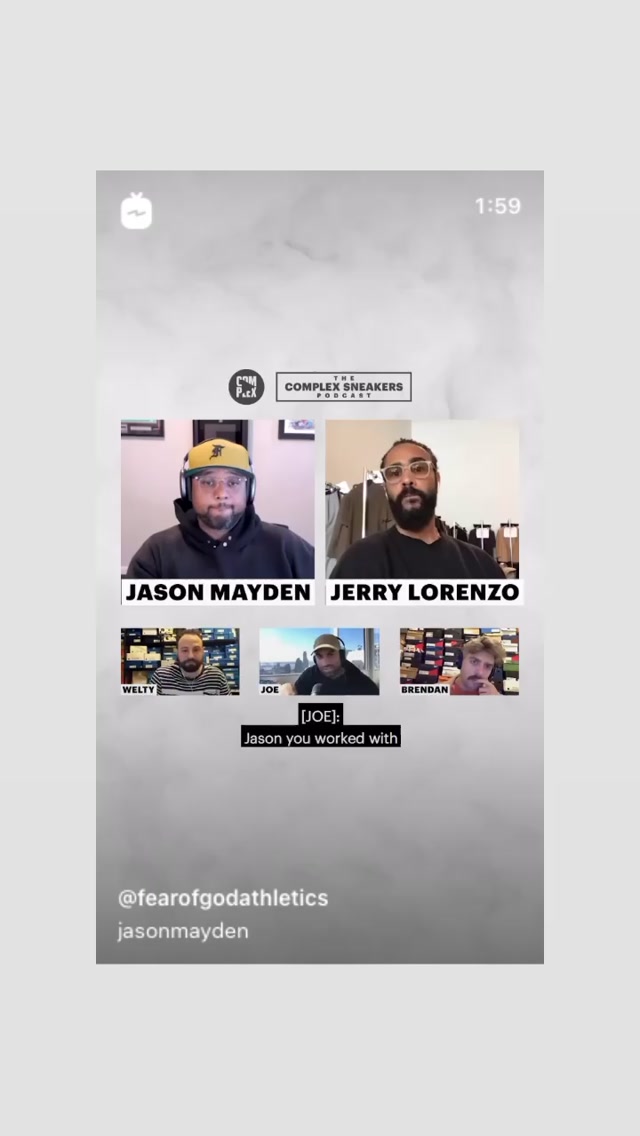 1:59
COM
PLEX
THE
COMPLEX SNEAKERS
PODCAST
JASON MAYDEN
JERRY LORENZO
WELTY
JOE
BRENDAN
[JOE]:
Jason you worked with
@fearofgodathletics
jasonmayden